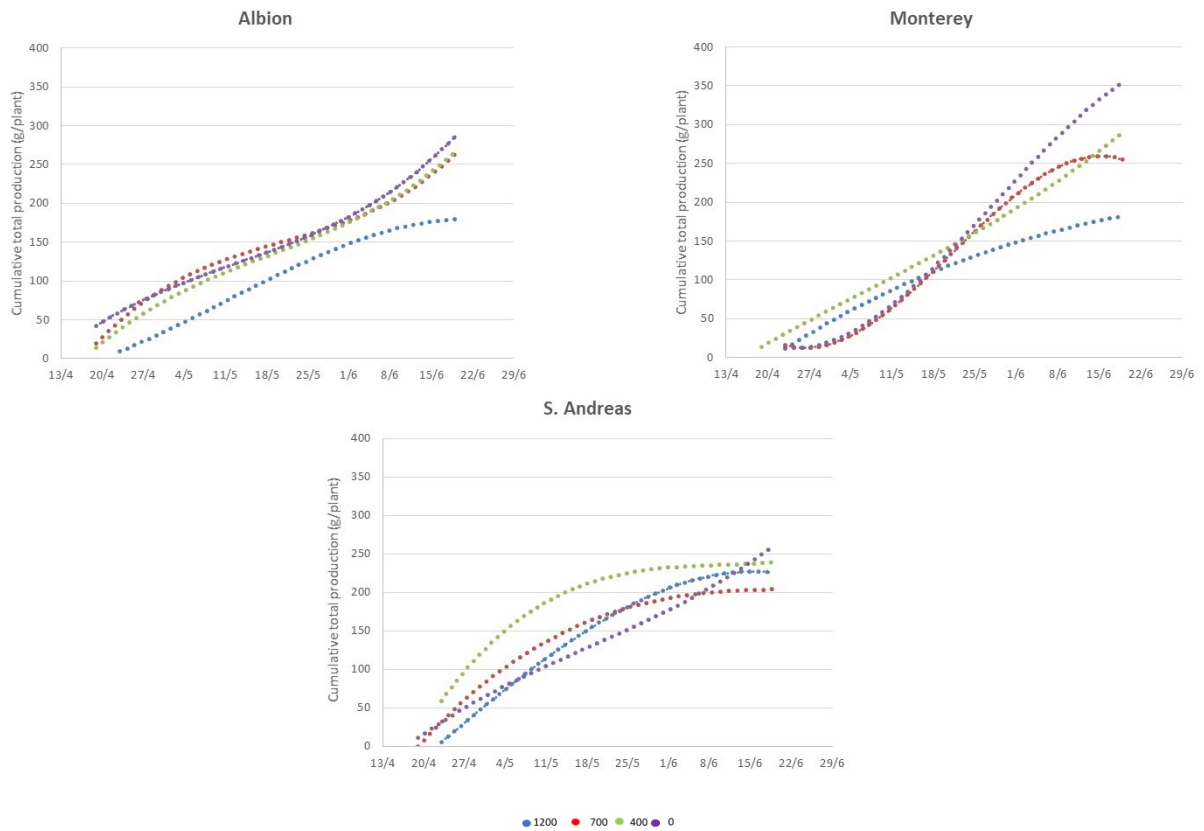 Albion
Cumulative total production (g/plant)
400
350
300
250
200
150
100
50
0
13/4 20/4 27/4 4/5 11/5 18/5 25/5 1/6 8/6 15/6 22/6 29/6
Monterey
Cumulative total production (g/plant)
400
350
300
250
200
150
100
50
0
13/4 20/4 27/4 4/5 11/5 18/5 25/5 1/6 8/6 15/6 22/6 29/6
S. Andreas
Cumulative total production (g/plant)
400
350
300
250
200
150
100
50
0
13/4 20/4 27/4 4/5 11/5 18/5 25/5 1/6 8/6 15/6 22/6 29/6
1200 700 400 0